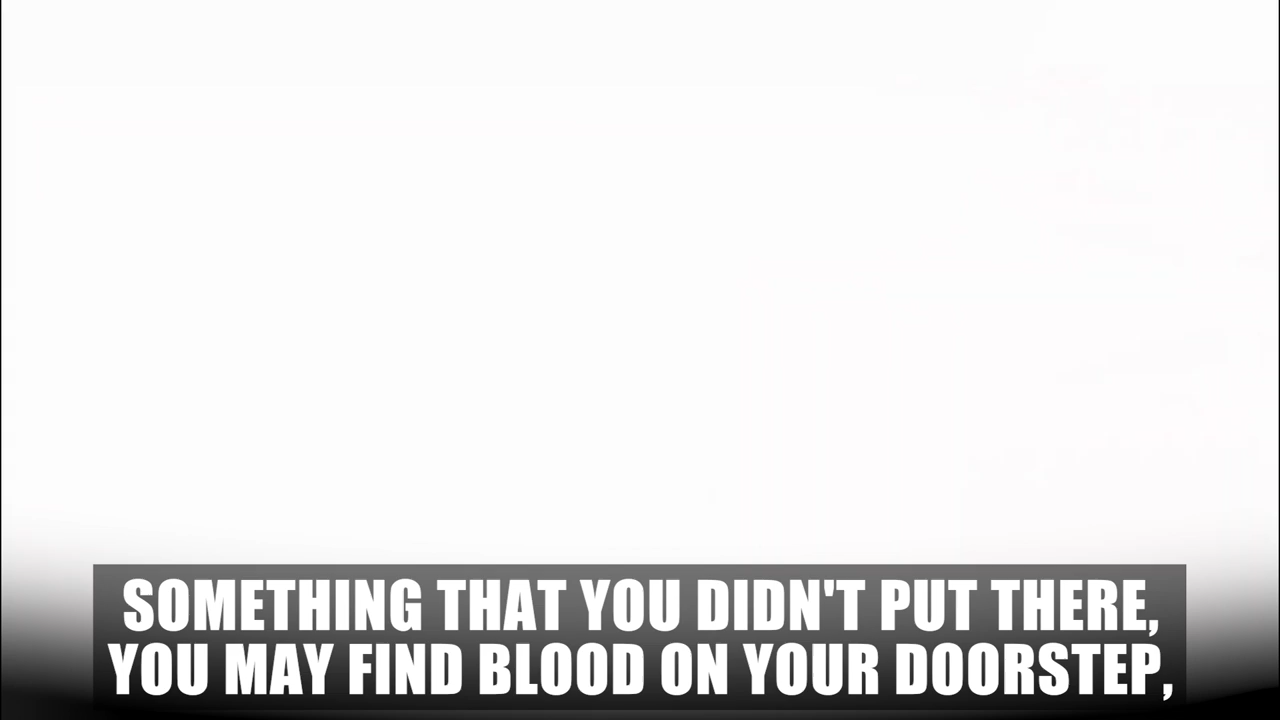 SOMETHING THAT YOU DIDN'T PUT THERE,
YOU MAY FIND BLOOD ON YOUR DOORSTEP,